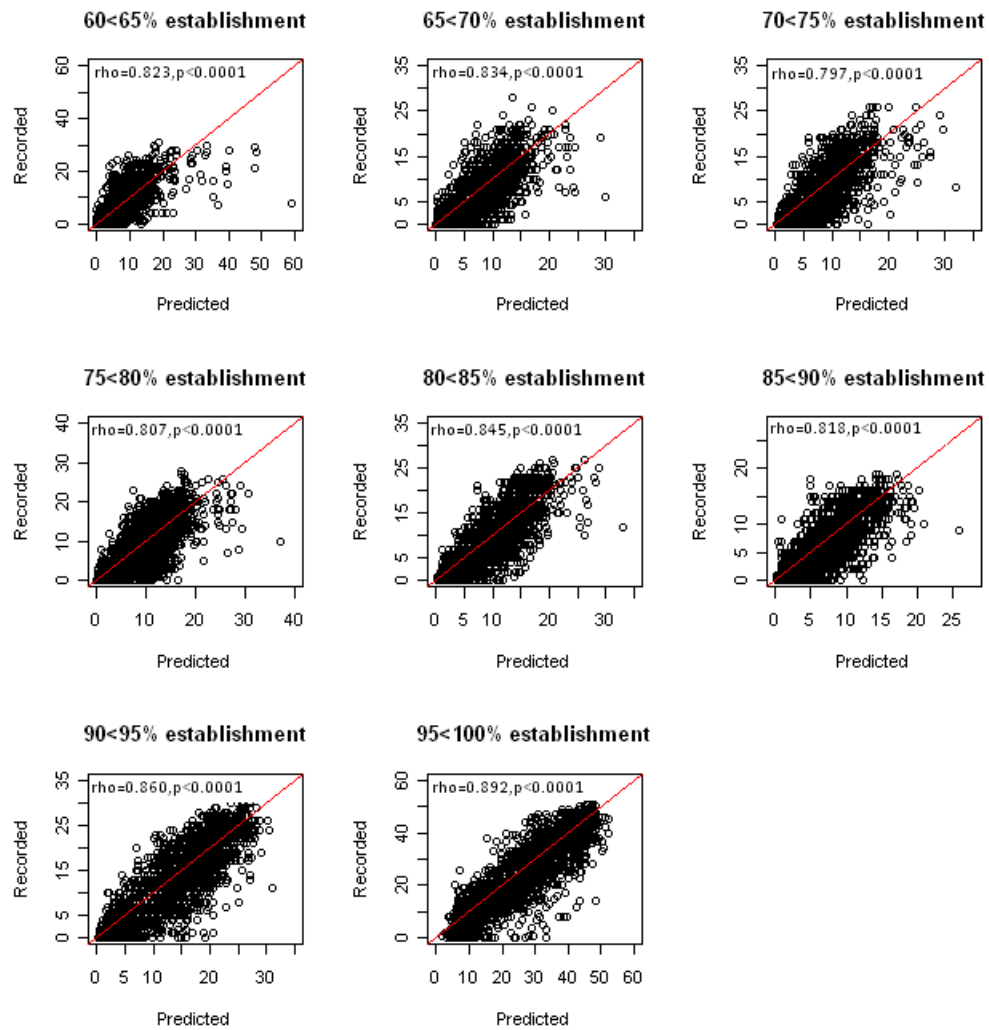 60<65% establishment
65<70% establishment
70<75% establishment
rho=0.823,p<0.0001
rho=0.834,p<0.0001
rho=0.797,p<0.0001
Recorded
0 20 40 60
Recorded
0 5 15 25 35
Recorded
0 5 15 25 35
0 10 20 30 40 50 60
0 5 10 20 30
0 5 10 20 30
Predicted
Predicted
Predicted
75<80% establishment
80<85% establishment
85<90% establishment
rho=0.807,p<0.0001
rho=0.845,p<0.0001
rho=0.818,p<0.0001
Recorded
0 10 20 30 40
Recorded
0 5 15 25 35
Recorded
0 5 10 20
0 10 20 30 40
0 5 10 20 30
0 5 10 15 20 25
Predicted
Predicted
Predicted
90<95% establishment
95<100% establishment
rho=0.860,p<0.0001
rho=0.892,p<0.0001
Recorded
0 5 15 25 35
Recorded
0 20 40 60
0 5 10 20 30
0 10 20 30 40 50 60
Predicted
Predicted